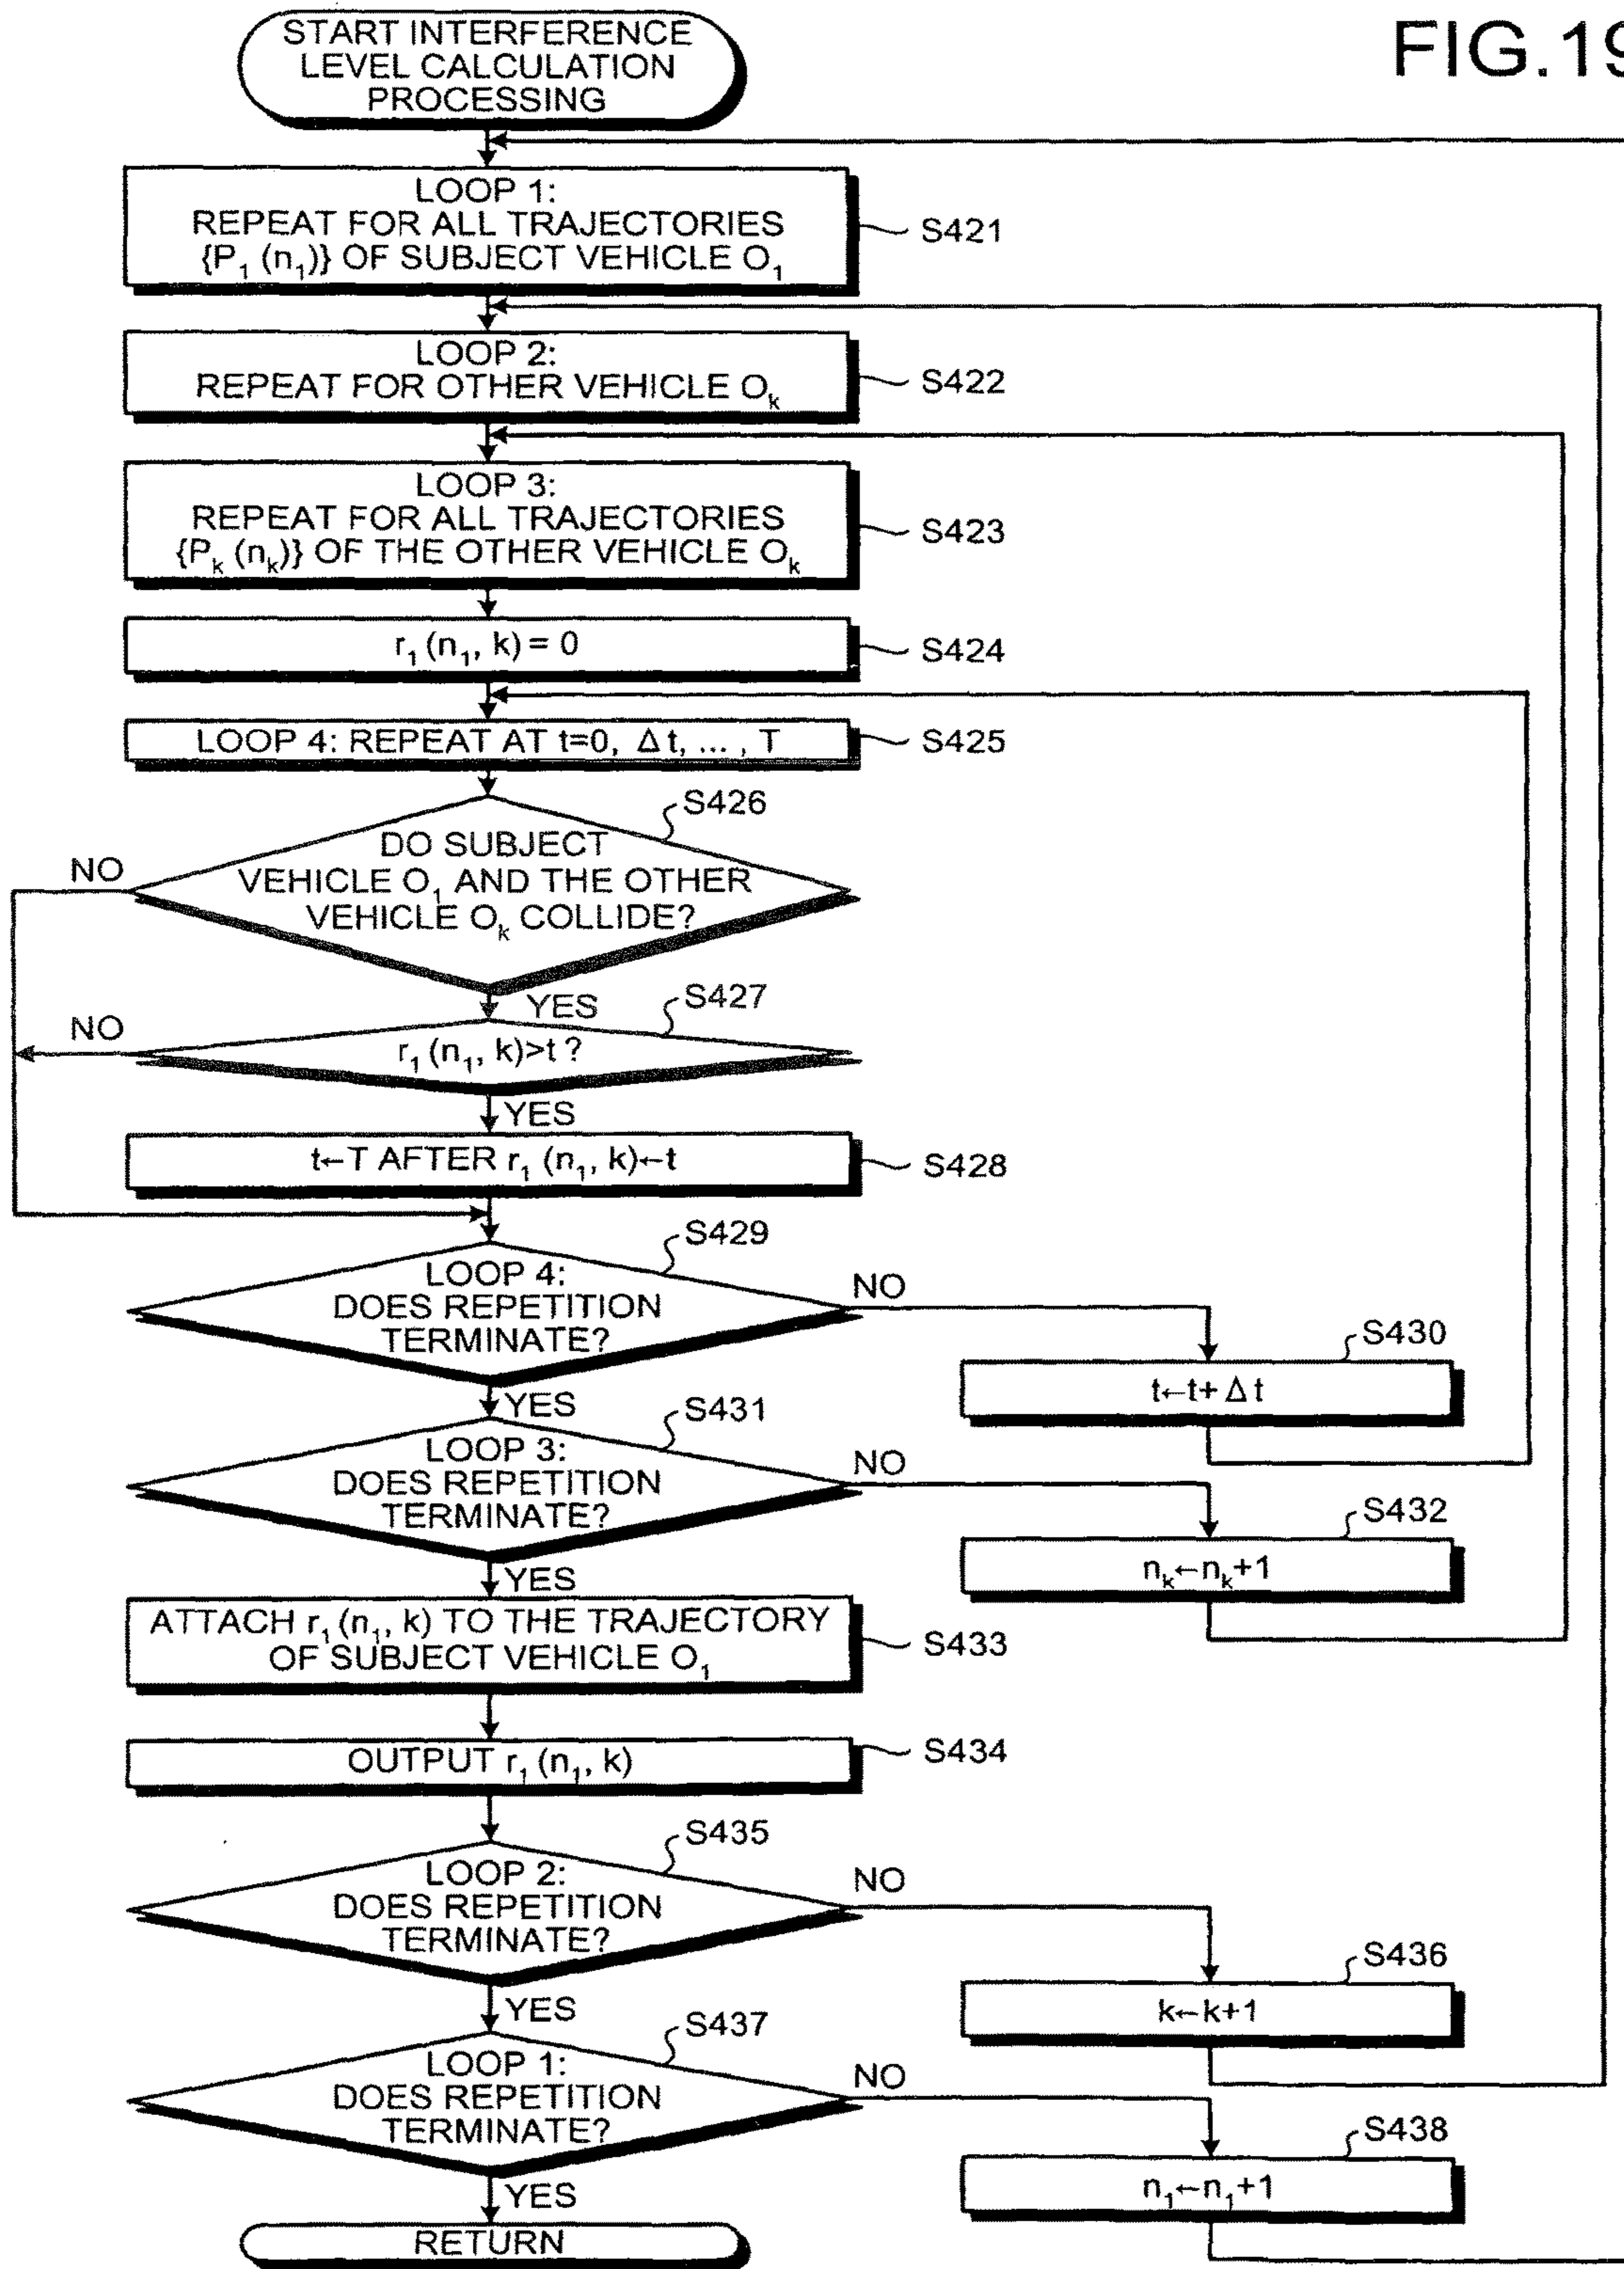 FIG.19
START INTERFERENCE
LEVEL CALCULATION
PROCESSING
LOOP 1:
REPEAT FOR ALL TRAJECTORIES
{P₁ (n₁)} OF SUBJECT VEHICLE O₁
S421
LOOP 2:
REPEAT FOR OTHER VEHICLE Oₖ
S422
LOOP 3:
REPEAT FOR ALL TRAJECTORIES
{Pₖ (nₖ)} OF THE OTHER VEHICLE Oₖ
S423
r₁ (n₁, k) = 0
S424
LOOP 4: REPEAT AT t=0, Δt, ... , T
S425
S426
DO SUBJECT
VEHICLE O₁ AND THE OTHER
VEHICLE Oₖ COLLIDE?
NO
YES
S427
r₁ (n₁, k)>t ?
NO
YES
t←T AFTER r₁ (n₁, k)←t
S428
S429
LOOP 4:
DOES REPETITION
TERMINATE?
NO
S430
t←t+ Δt
YES
S431
LOOP 3:
DOES REPETITION
TERMINATE?
NO
S432
nₖ←nₖ+1
YES
ATTACH r₁ (n₁, k) TO THE TRAJECTORY
OF SUBJECT VEHICLE O₁
S433
OUTPUT r₁ (n₁, k)
S434
S435
LOOP 2:
DOES REPETITION
TERMINATE?
NO
S436
k←k+1
YES
S437
LOOP 1:
DOES REPETITION
TERMINATE?
NO
S438
n₁←n₁+1
YES
RETURN